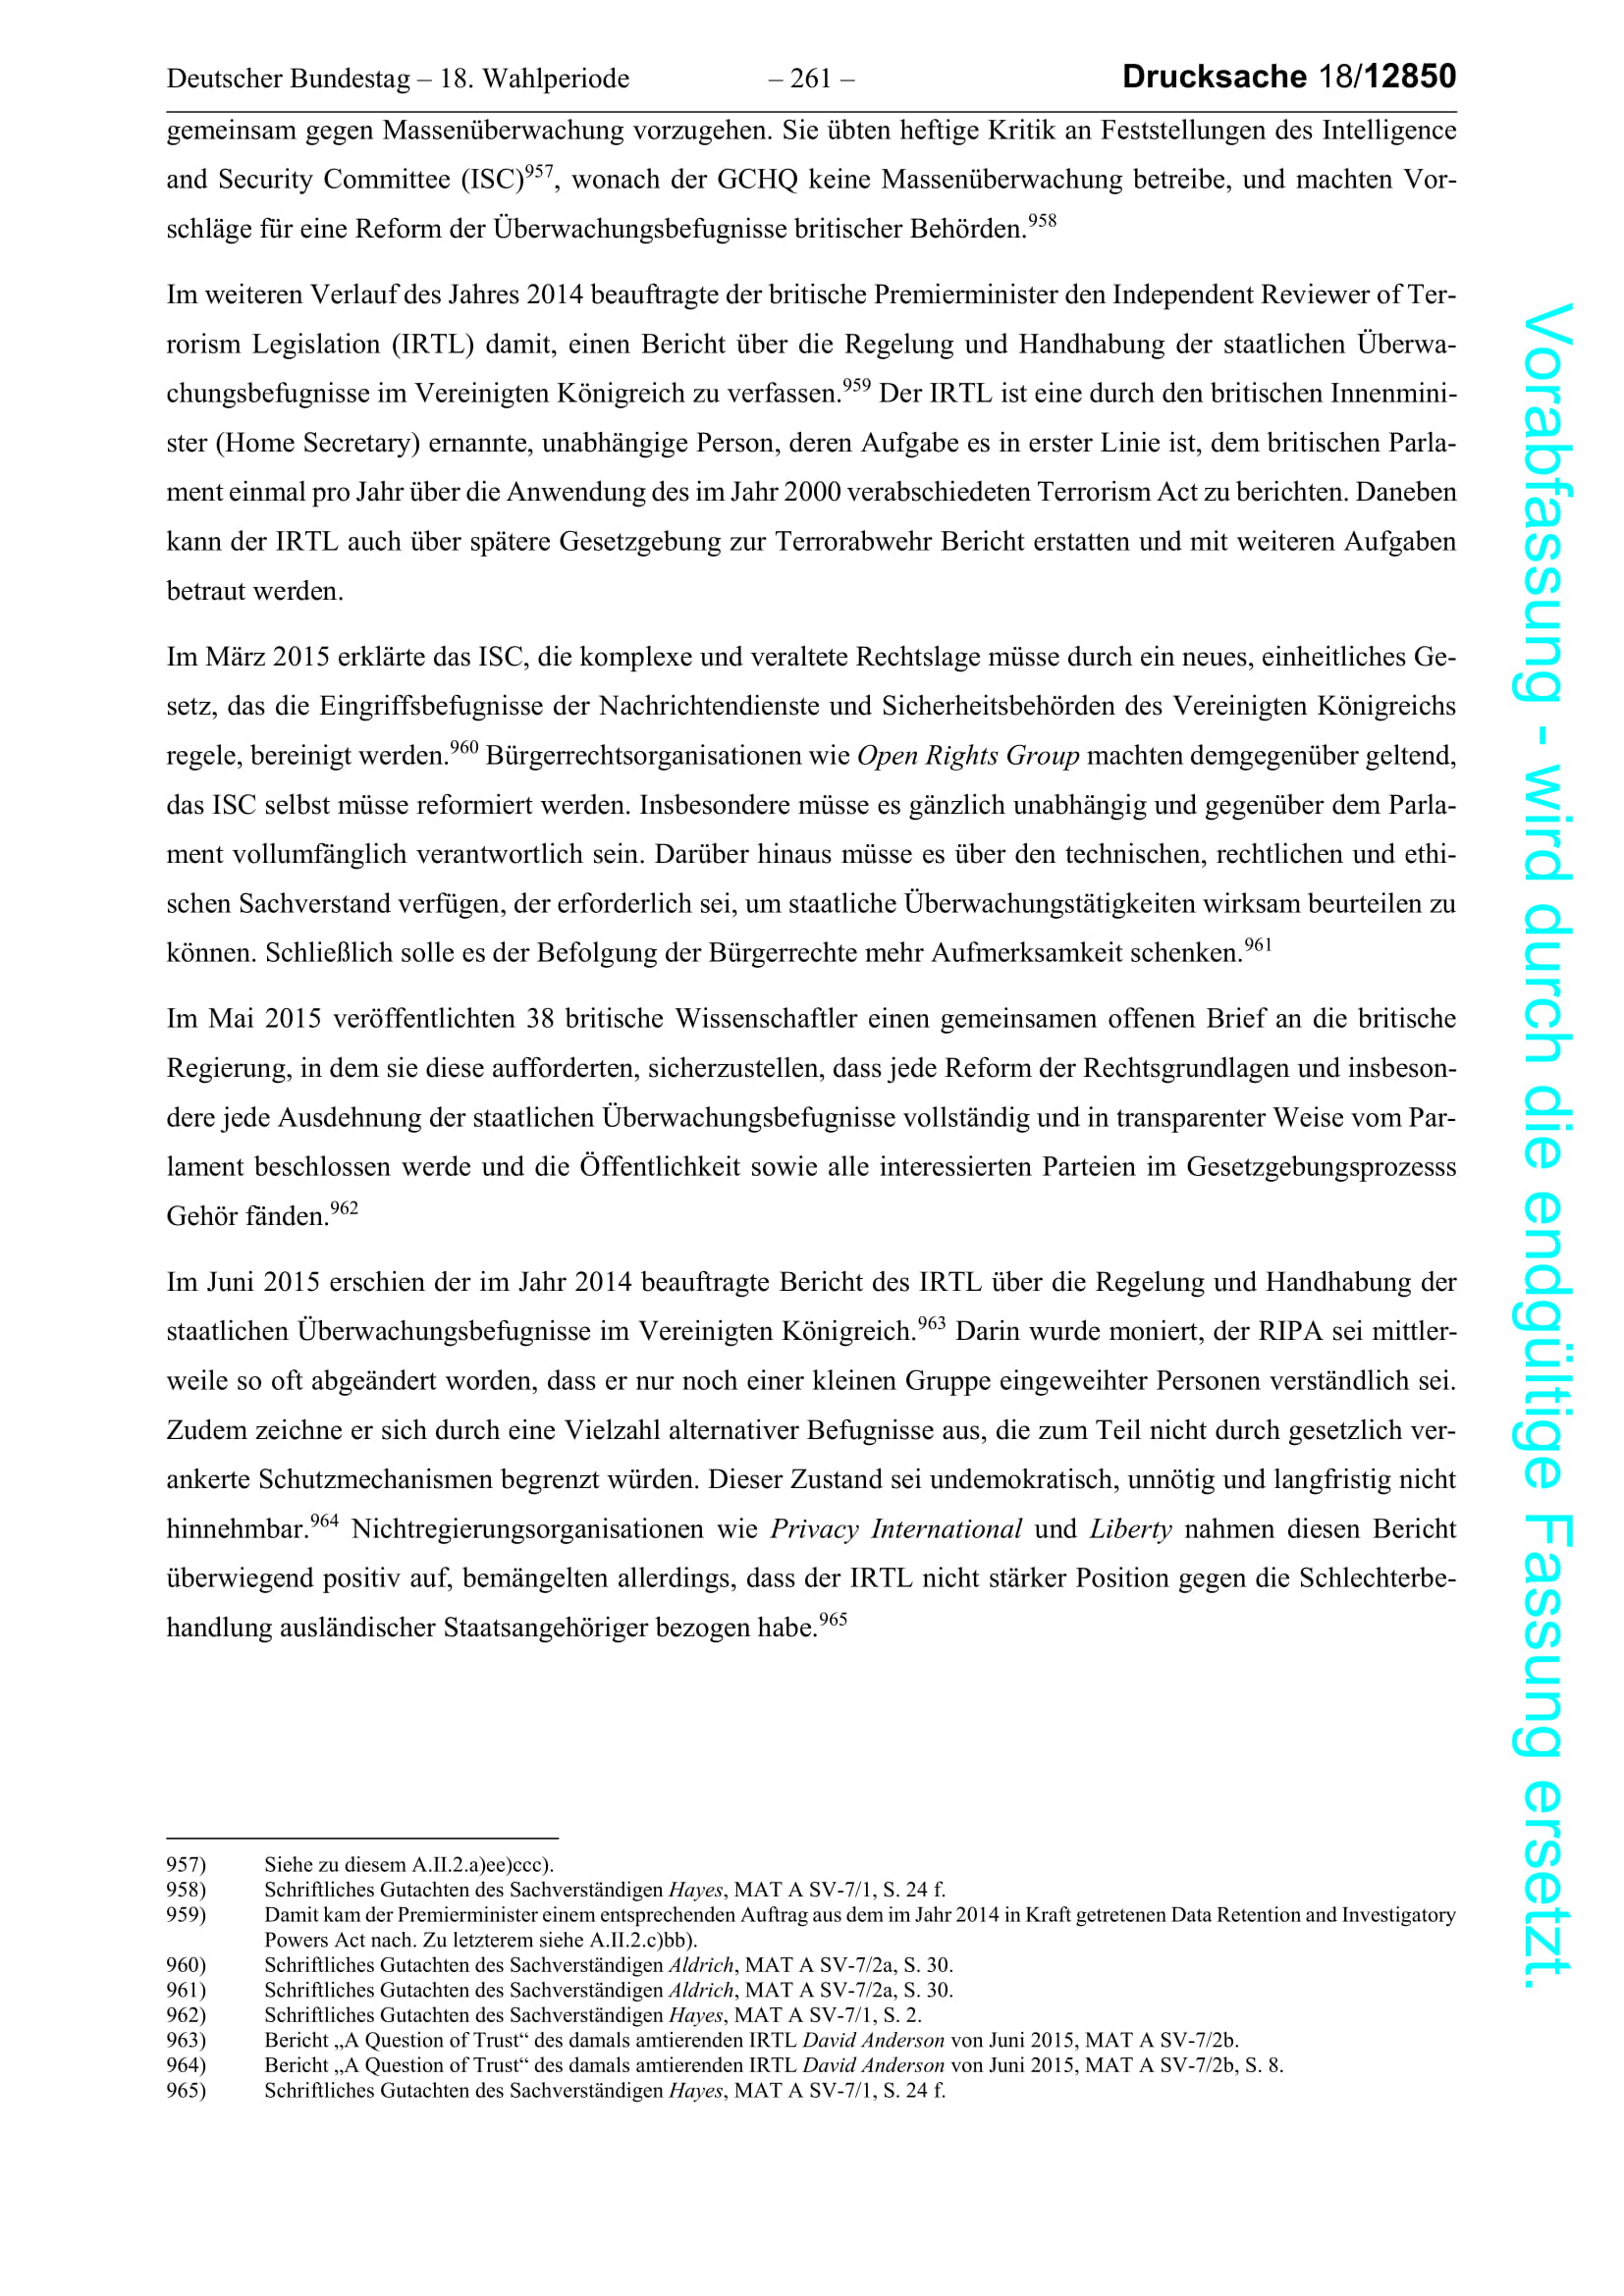 Deutscher Bundestag – 18. Wahlperiode – 261 – Drucksache 18/12850
gemeinsam gegen Massenüberwachung vorzugehen. Sie übten heftige Kritik an Feststellungen des Intelligence
and Security Committee (ISC)957, wonach der GCHQ keine Massenüberwachung betreibe, und machten Vor-
schläge für eine Reform der Überwachungsbefugnisse britischer Behörden.958
Im weiteren Verlauf des Jahres 2014 beauftragte der britische Premierminister den Independent Reviewer of Ter-
rorism Legislation (IRTL) damit, einen Bericht über die Regelung und Handhabung der staatlichen Überwa-
chungsbefugnisse im Vereinigten Königreich zu verfassen.959 Der IRTL ist eine durch den britischen Innenmini-
ster (Home Secretary) ernannte, unabhängige Person, deren Aufgabe es in erster Linie ist, dem britischen Parla-
ment einmal pro Jahr über die Anwendung des im Jahr 2000 verabschiedeten Terrorism Act zu berichten. Daneben
kann der IRTL auch über spätere Gesetzgebung zur Terrorabwehr Bericht erstatten und mit weiteren Aufgaben
betraut werden.
Im März 2015 erklärte das ISC, die komplexe und veraltete Rechtslage müsse durch ein neues, einheitliches Ge-
setz, das die Eingriffsbefugnisse der Nachrichtendienste und Sicherheitsbehörden des Vereinigten Königreichs
regele, bereinigt werden.960 Bürgerrechtsorganisationen wie Open Rights Group machten demgegenüber geltend,
das ISC selbst müsse reformiert werden. Insbesondere müsse es gänzlich unabhängig und gegenüber dem Parla-
ment vollumfänglich verantwortlich sein. Darüber hinaus müsse es über den technischen, rechtlichen und ethi-
schen Sachverstand verfügen, der erforderlich sei, um staatliche Überwachungstätigkeiten wirksam beurteilen zu
können. Schließlich solle es der Befolgung der Bürgerrechte mehr Aufmerksamkeit schenken.961
Im Mai 2015 veröffentlichten 38 britische Wissenschaftler einen gemeinsamen offenen Brief an die britische
Regierung, in dem sie diese aufforderten, sicherzustellen, dass jede Reform der Rechtsgrundlagen und insbeson-
dere jede Ausdehnung der staatlichen Überwachungsbefugnisse vollständig und in transparenter Weise vom Par-
lament beschlossen werde und die Öffentlichkeit sowie alle interessierten Parteien im Gesetzgebungsprozesss
Gehör fänden.962
Im Juni 2015 erschien der im Jahr 2014 beauftragte Bericht des IRTL über die Regelung und Handhabung der
staatlichen Überwachungsbefugnisse im Vereinigten Königreich.963 Darin wurde moniert, der RIPA sei mittler-
weile so oft abgeändert worden, dass er nur noch einer kleinen Gruppe eingeweihter Personen verständlich sei.
Zudem zeichne er sich durch eine Vielzahl alternativer Befugnisse aus, die zum Teil nicht durch gesetzlich ver-
ankerte Schutzmechanismen begrenzt würden. Dieser Zustand sei undemokratisch, unnötig und langfristig nicht
hinnehmbar.964 Nichtregierungsorganisationen wie Privacy International und Liberty nahmen diesen Bericht
überwiegend positiv auf, bemängelten allerdings, dass der IRTL nicht stärker Position gegen die Schlechterbe-
handlung ausländischer Staatsangehöriger bezogen habe.965
957) Siehe zu diesem A.II.2.a)ee)ccc).
958) Schriftliches Gutachten des Sachverständigen Hayes, MAT A SV-7/1, S. 24 f.
959) Damit kam der Premierminister einem entsprechenden Auftrag aus dem im Jahr 2014 in Kraft getretenen Data Retention and Investigatory
Powers Act nach. Zu letzterem siehe A.II.2.c)bb).
960) Schriftliches Gutachten des Sachverständigen Aldrich, MAT A SV-7/2a, S. 30.
961) Schriftliches Gutachten des Sachverständigen Aldrich, MAT A SV-7/2a, S. 30.
962) Schriftliches Gutachten des Sachverständigen Hayes, MAT A SV-7/1, S. 2.
963) Bericht „A Question of Trust“ des damals amtierenden IRTL David Anderson von Juni 2015, MAT A SV-7/2b.
964) Bericht „A Question of Trust“ des damals amtierenden IRTL David Anderson von Juni 2015, MAT A SV-7/2b, S. 8.
965) Schriftliches Gutachten des Sachverständigen Hayes, MAT A SV-7/1, S. 24 f.
Vorabfassung - wird durch die endgültige Fassung ersetzt.